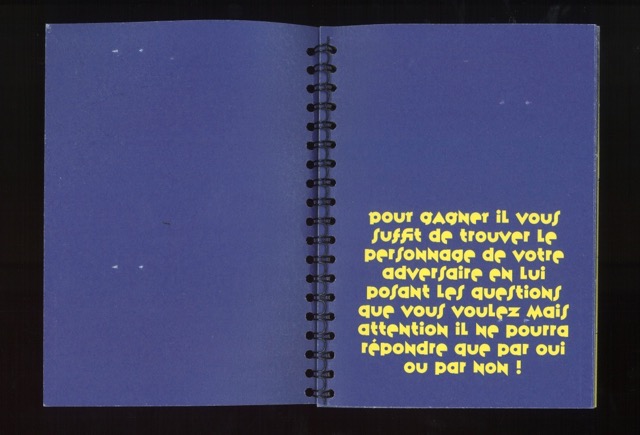 pour gagner il vous
suffit de trouver le
personnage de votre
adversaire en lui
posant les questions
que vous voulez Mais
attention il ne pourra
répondre que par oui
ou par non !